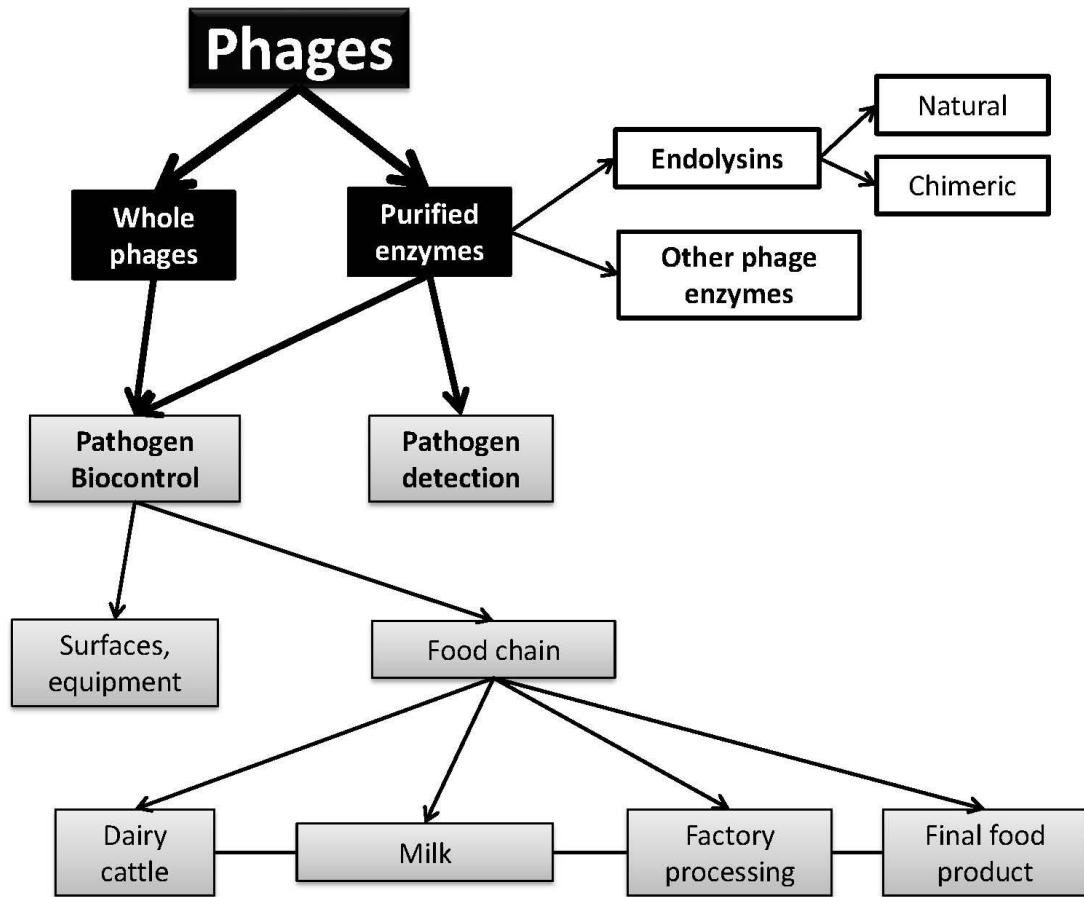 Phages
Natural
Endolysins
Chimeric
Whole
phages
Purified
enzymes
Other phage
enzymes
Pathogen
Biocontrol
Pathogen
detection
Surfaces,
equipment
Food chain
Dairy
cattle
Milk
Factory
processing
Final food
product